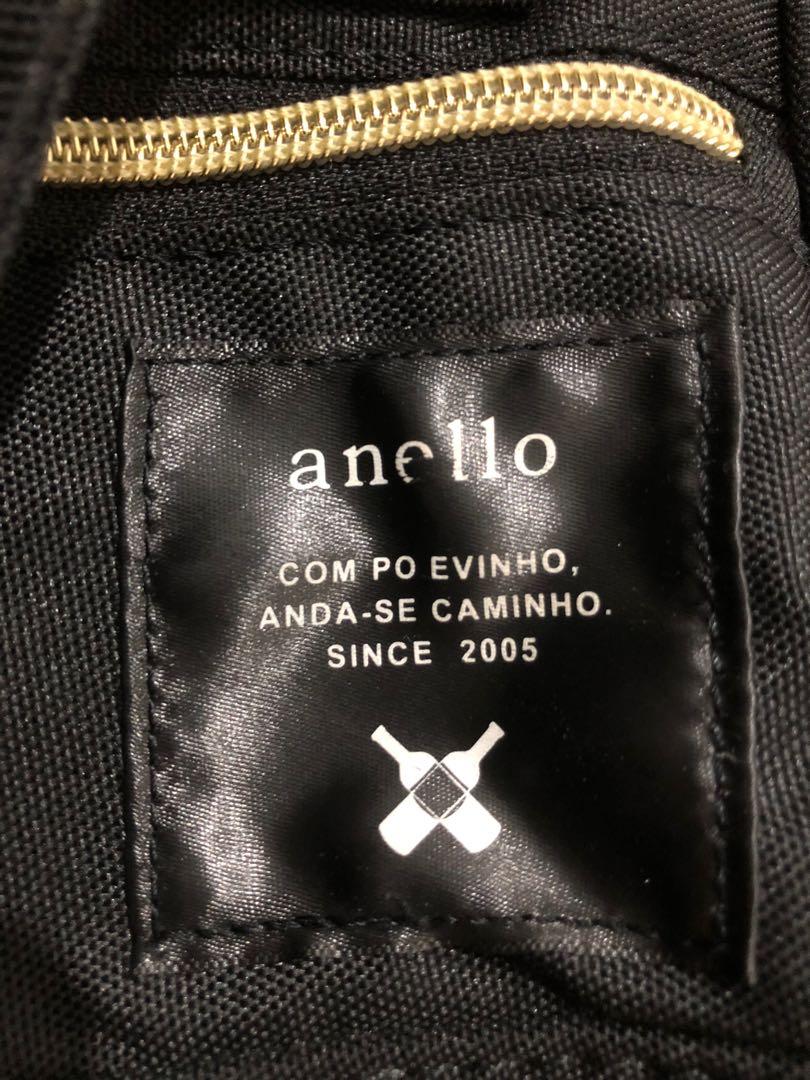 anello
COM PO EVINHO,
ANDA-SE CAMINHO.
SINCE 2005